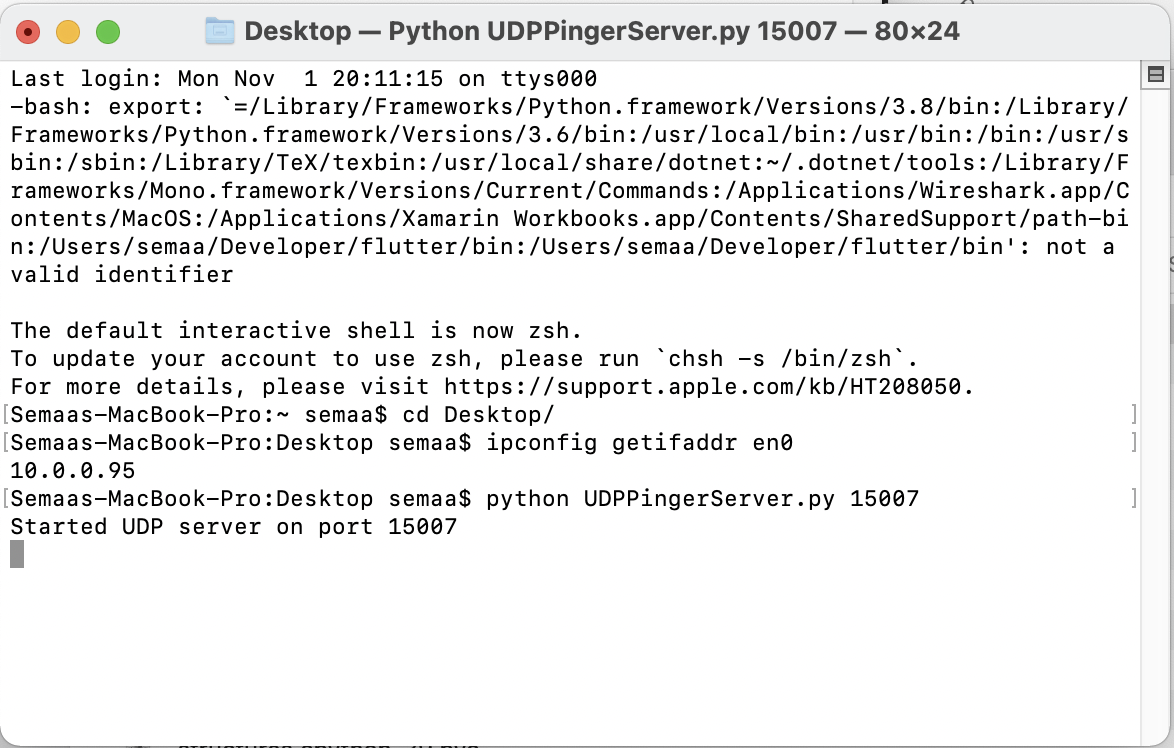 Desktop — Python UDPPingerServer.py 15007 — 80×24
Last login: Mon Nov  1 20:11:15 on ttys000
-bash: export: `=/Library/Frameworks/Python.framework/Versions/3.8/bin:/Library/
Frameworks/Python.framework/Versions/3.6/bin:/usr/local/bin:/usr/bin:/bin:/usr/s
bin:/sbin:/Library/TeX/texbin:/usr/local/share/dotnet:~/.dotnet/tools:/Library/F
rameworks/Mono.framework/Versions/Current/Commands:/Applications/Wireshark.app/C
ontents/MacOS:/Applications/Xamarin Workbooks.app/Contents/SharedSupport/path-bi
n:/Users/semaa/Developer/flutter/bin:/Users/semaa/Developer/flutter/bin': not a
valid identifier

The default interactive shell is now zsh.
To update your account to use zsh, please run `chsh -s /bin/zsh`.
For more details, please visit https://support.apple.com/kb/HT208050.
[Semaas-MacBook-Pro:~ semaa$ cd Desktop/ ]
[Semaas-MacBook-Pro:Desktop semaa$ ipconfig getifaddr en0 ]
10.0.0.95
[Semaas-MacBook-Pro:Desktop semaa$ python UDPPingerServer.py 15007 ]
Started UDP server on port 15007